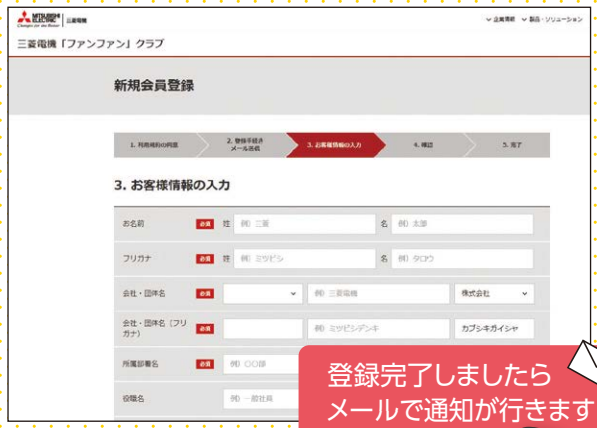 MITSUBISHI ELECTRIC
Changes for the Better
三菱電機
企業情報 製品・ソリューション
三菱電機「ファンファン」クラブ
新規会員登録
1. 利用規約の同意
2. 登録手続き
メール送信
3. お客様情報の入力
4. 確認
5. 完了
3. お客様情報の入力
お名前 必須 姓 例) 三菱 名 例) 太郎
フリガナ 必須 姓 例) ミツビシ 名 例) タロウ
会社・団体名 必須 例) 三菱電機 株式会社
会社・団体名 (フリ
ガナ) 必須 例) ミツビシデンキ カブシキガイシャ
所属部署名 必須 例) 〇〇部
役職名 例) 一般社員
登録完了しましたら
メールで通知が行きます